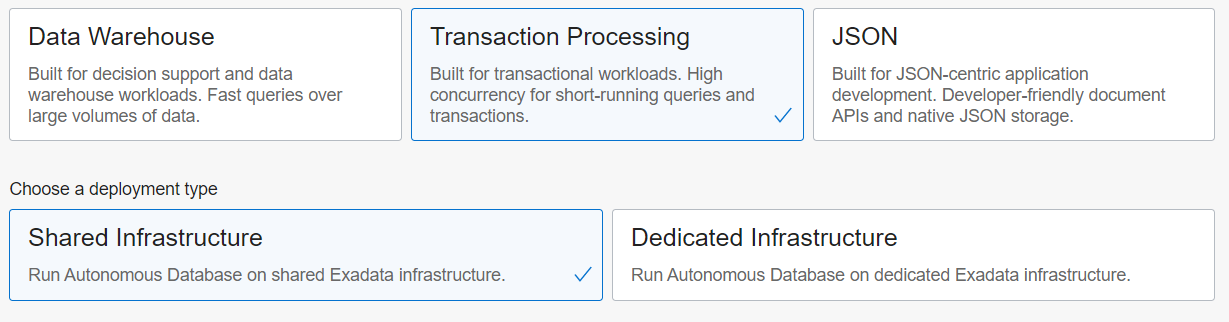 Data Warehouse
Built for decision support and data
warehouse workloads. Fast queries over
large volumes of data.
Transaction Processing
Built for transactional workloads. High
concurrency for short-running queries and
transactions.
JSON
Built for JSON-centric application
development. Developer-friendly document
APIs and native JSON storage.
Choose a deployment type
Shared Infrastructure
Run Autonomous Database on shared Exadata infrastructure.
Dedicated Infrastructure
Run Autonomous Database on dedicated Exadata infrastructure.